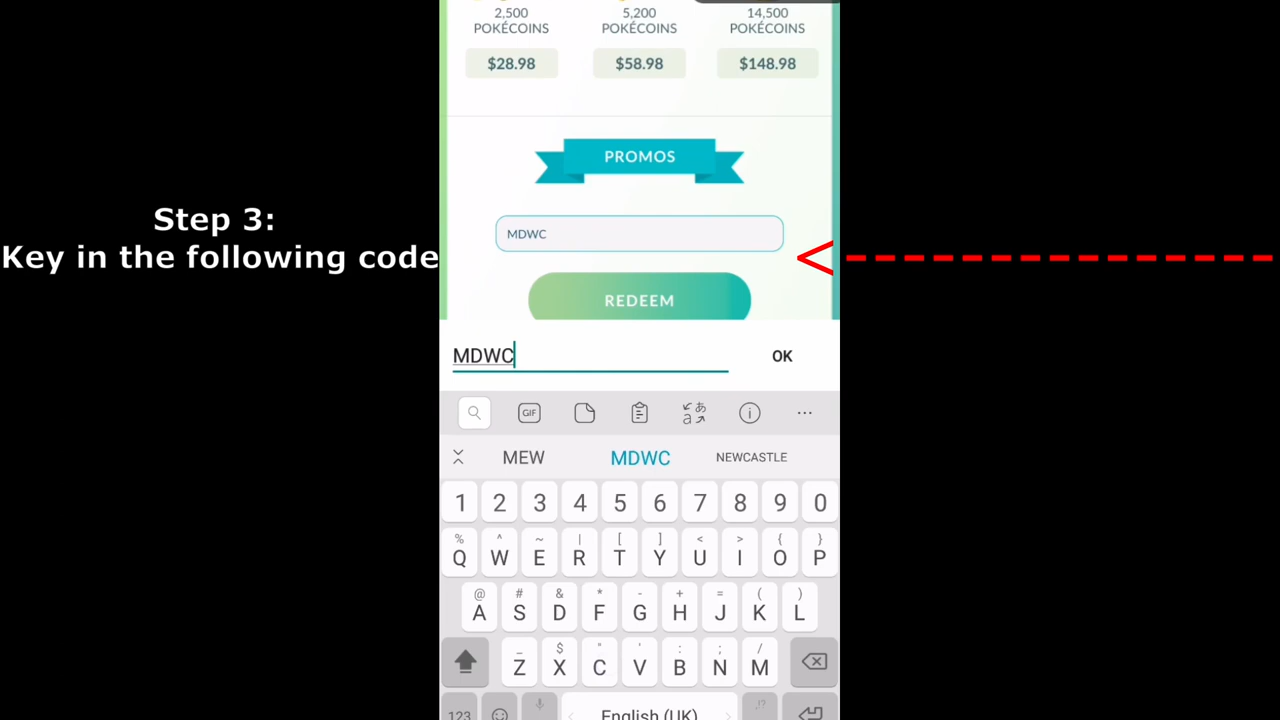 2,500 5,200 14,500
POKÉCOINS POKÉCOINS POKÉCOINS
$28.98 $58.98 $148.98
PROMOS
Step 3:
Key in the following code
MDWC
REDEEM
MDWC OK
GIF
MEW MDWC NEWCASTLE
1 2 3 4 5 6 7 8 9 0
% ^ ~ | [ ] < > { }
Q W E R T Y U I O P
@ # & * - + = ( )
A S D F G H J K L
_ $ " ' : ; /
Z X C V B N M
123 English (UK) ,!?